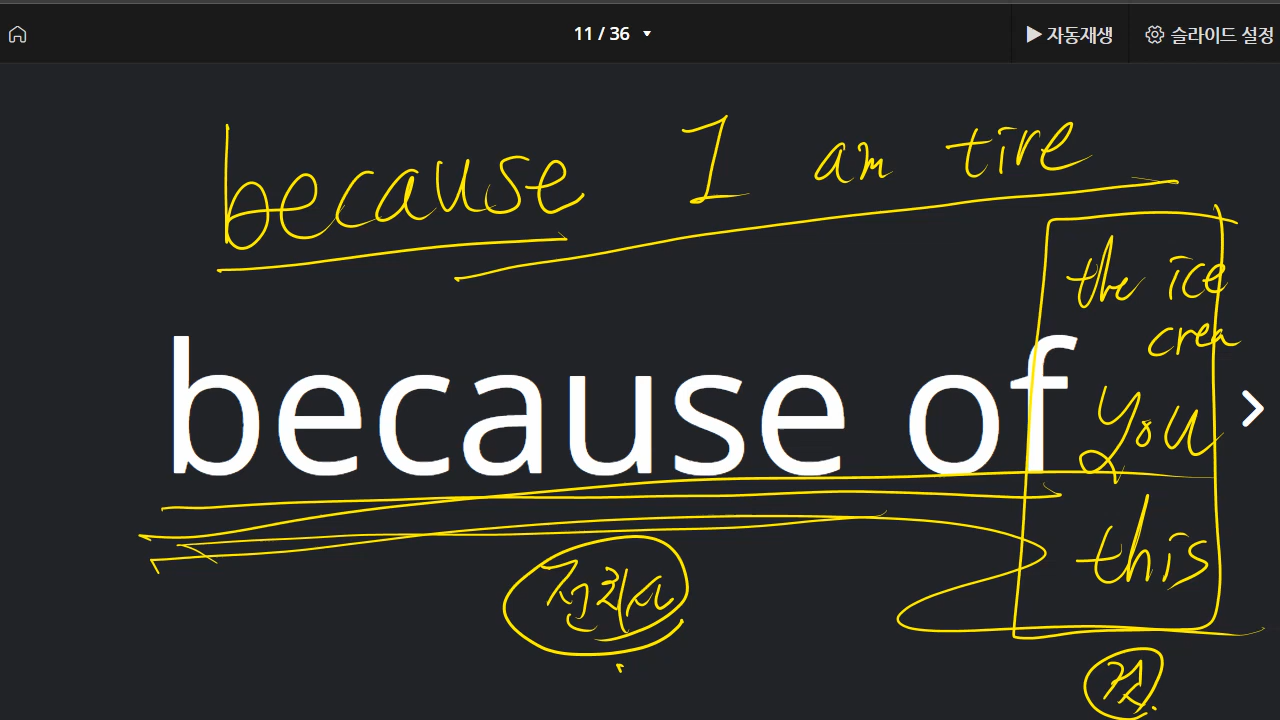 11 / 36
자동재생
슬라이드 설정
because I am tire
the ice
crea
because of
you
this
전치사